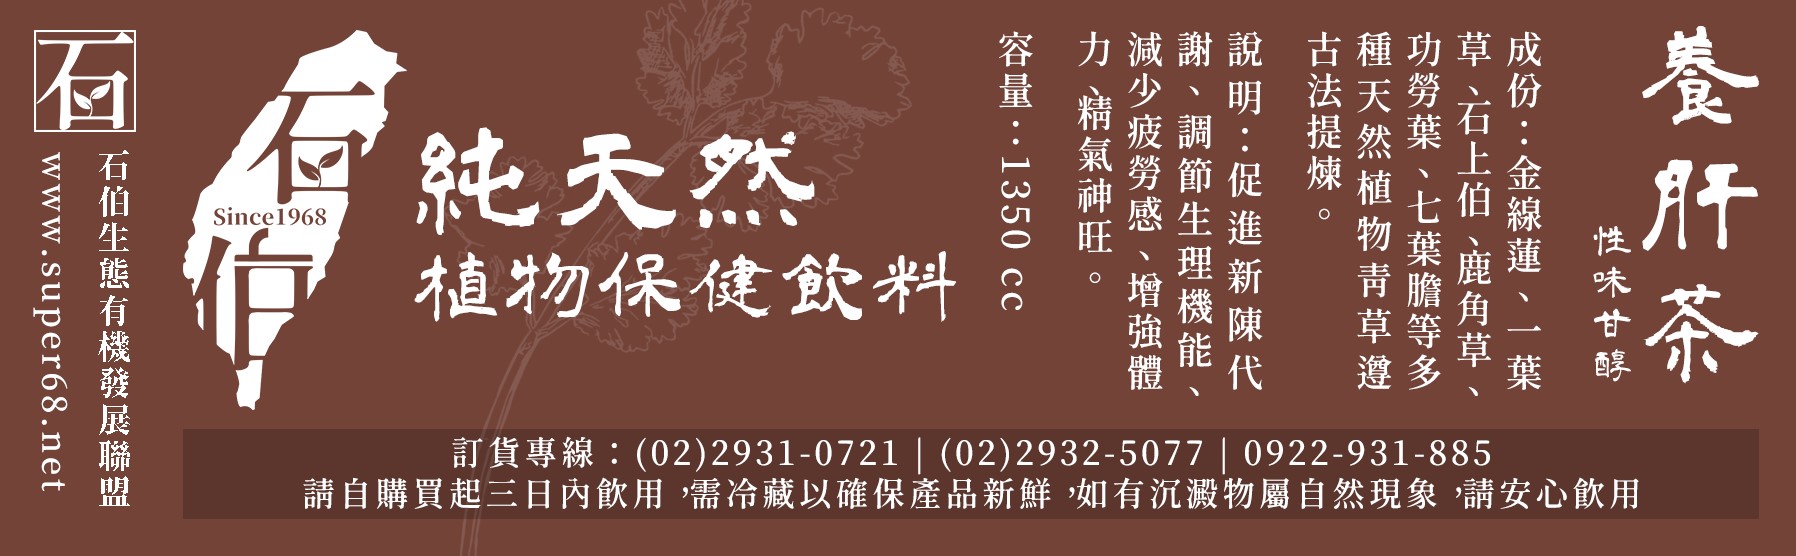 養肝茶
性味甘醇
成份：金線蓮、一葉
草、石上伯、鹿角草、
功勞葉、七葉膽等多
種天然植物青草遵
古法提煉。
說明：促進新陳代
謝、調節生理機能、
減少疲勞感、增強體
力、精氣神旺。
容量：1350 cc
純天然
植物保健飲料
石伯
Since1968
石
石伯生態有機發展聯盟
www.super68.net
訂貨專線：(02)2931-0721 | (02)2932-5077 | 0922-931-885
請自購買起三日內飲用，需冷藏以確保產品新鮮，如有沉澱物屬自然現象，請安心飲用